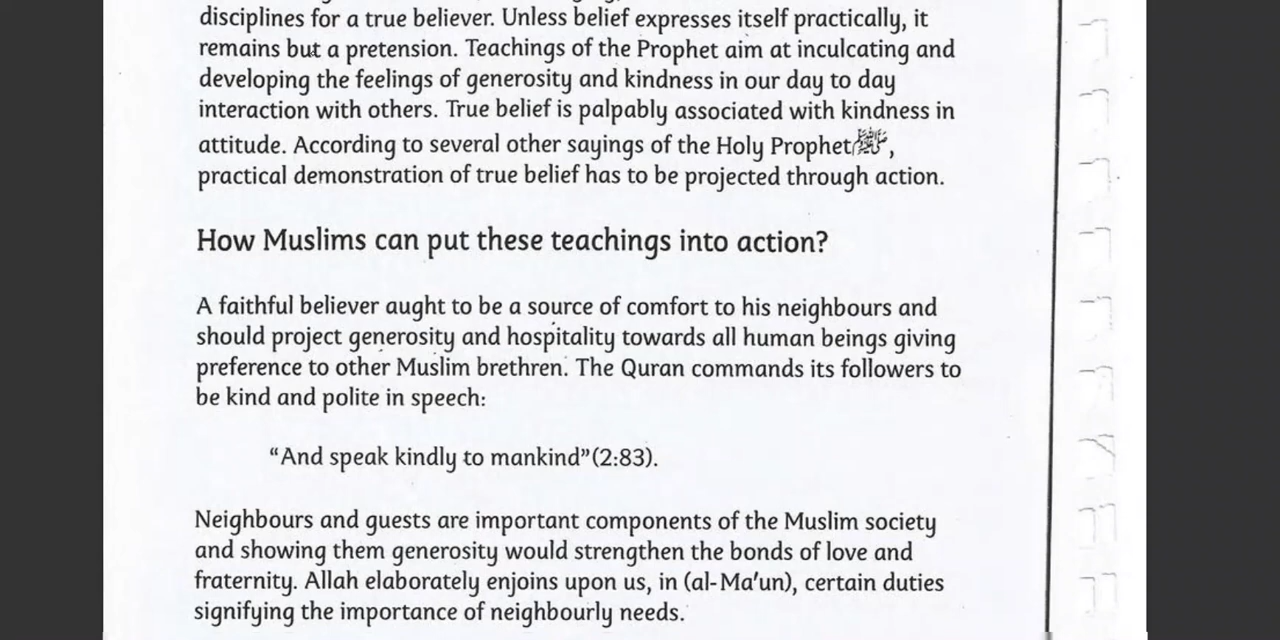 disciplines for a true believer. Unless belief expresses itself practically, it
remains but a pretension. Teachings of the Prophet aim at inculcating and
developing the feelings of generosity and kindness in our day to day
interaction with others. True belief is palpably associated with kindness in
attitude. According to several other sayings of the Holy Prophetﷺ,
practical demonstration of true belief has to be projected through action.
How Muslims can put these teachings into action?
A faithful believer aught to be a source of comfort to his neighbours and
should project generosity and hospitality towards all human beings giving
preference to other Muslim brethren. The Quran commands its followers to
be kind and polite in speech:
“And speak kindly to mankind”(2:83).
Neighbours and guests are important components of the Muslim society
and showing them generosity would strengthen the bonds of love and
fraternity. Allah elaborately enjoins upon us, in (al-Ma’un), certain duties
signifying the importance of neighbourly needs.